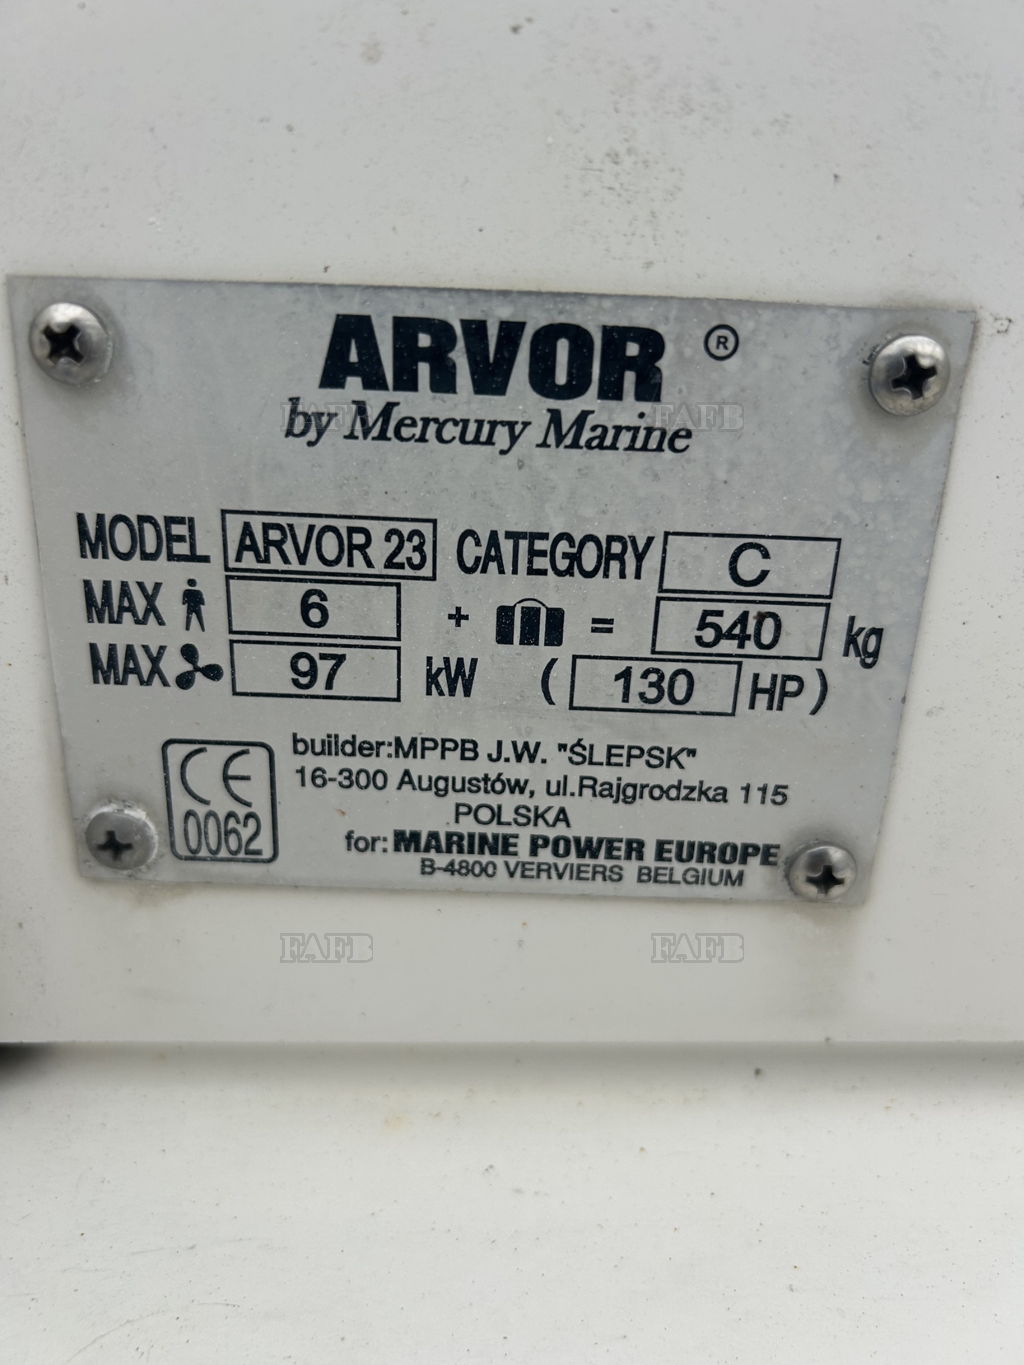 ARVOR ®
by Mercury Marine
MODEL ARVOR 23 CATEGORY C
MAX 6 + = 540 kg
MAX 97 kW ( 130 HP )
builder:MPPB J.W. "ŚLEPSK"
16-300 Augustów, ul.Rajgrodzka 115
POLSKA
CE
0062
for: MARINE POWER EUROPE
B-4800 VERVIERS BELGIUM
FAFB FAFB
FAFB FAFB